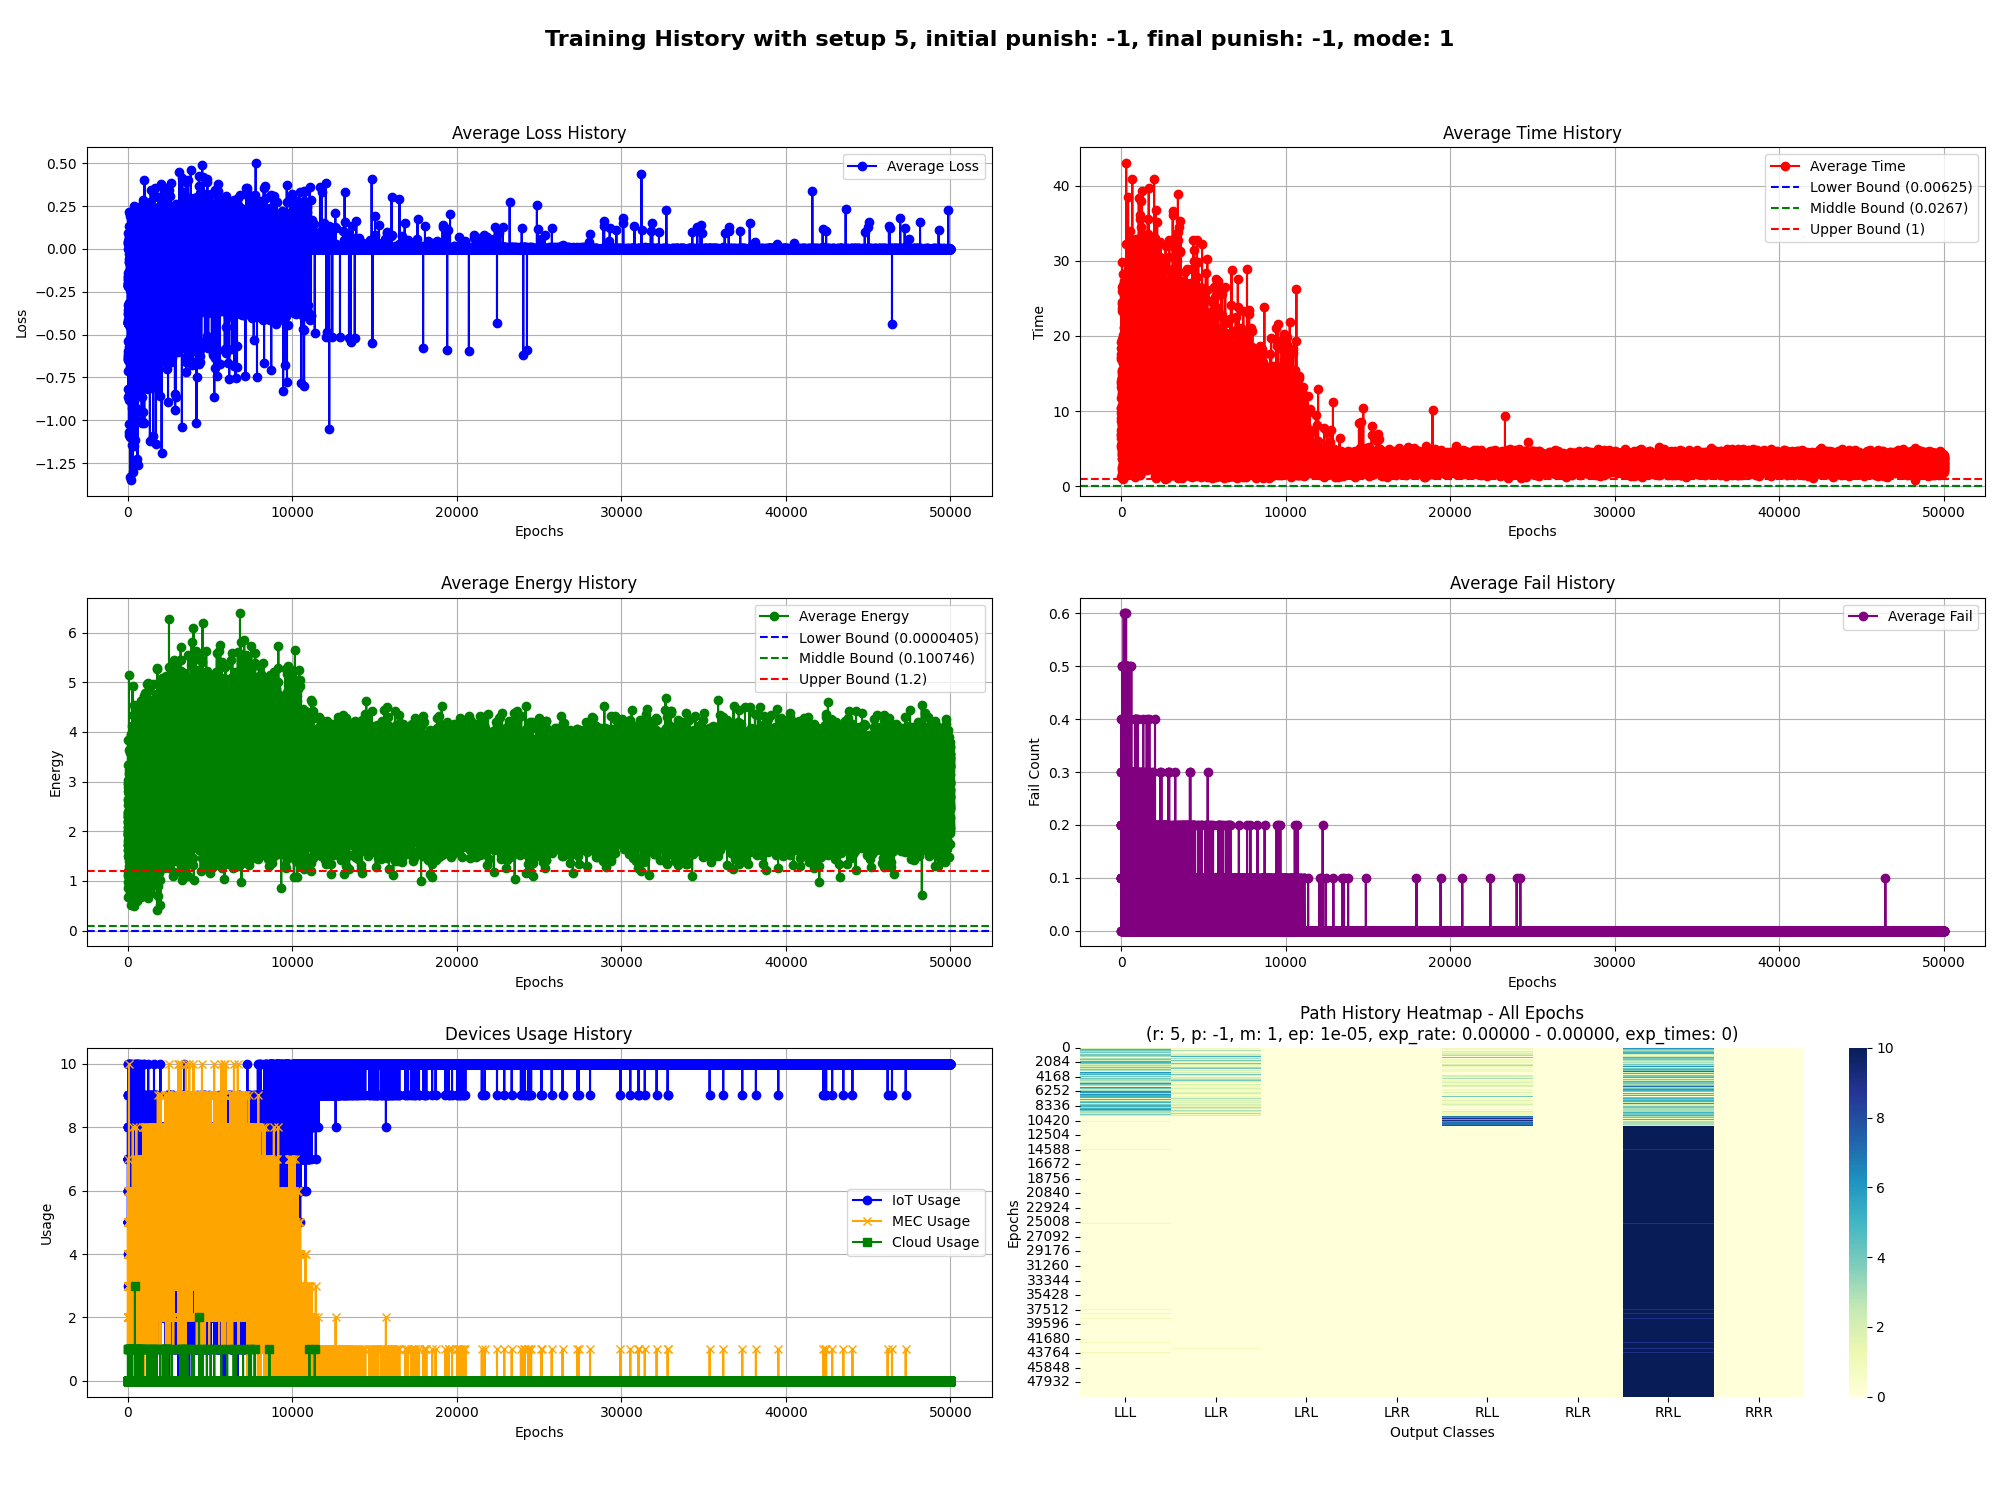 Training History with setup 5, initial punish: -1, final punish: -1, mode: 1
Average Loss History
0.50
0.25
0.00
−0.25
−0.50
−0.75
−1.00
−1.25
Loss
Average Loss
0 10000 20000 30000 40000 50000
Epochs
Average Time History
40
30
20
10
0
Time
Average Time
Lower Bound (0.00625)
Middle Bound (0.0267)
Upper Bound (1)
0 10000 20000 30000 40000 50000
Epochs
Average Energy History
6
5
4
3
2
1
0
Energy
Average Energy
Lower Bound (0.0000405)
Middle Bound (0.100746)
Upper Bound (1.2)
0 10000 20000 30000 40000 50000
Epochs
Average Fail History
0.6
0.5
0.4
0.3
0.2
0.1
0.0
Fail Count
Average Fail
0 10000 20000 30000 40000 50000
Epochs
Devices Usage History
10
8
6
4
2
0
Usage
IoT Usage
MEC Usage
Cloud Usage
0 10000 20000 30000 40000 50000
Epochs
Path History Heatmap - All Epochs
(r: 5, p: -1, m: 1, ep: 1e-05, exp_rate: 0.00000 - 0.00000, exp_times: 0)
0
2084
4168
6252
8336
10420
12504
14588
16672
18756
20840
22924
25008
27092
29176
31260
33344
35428
37512
39596
41680
43764
45848
47932
Epochs
LLL LLR LRL LRR RLL RLR RRL RRR
Output Classes
10
8
6
4
2
0